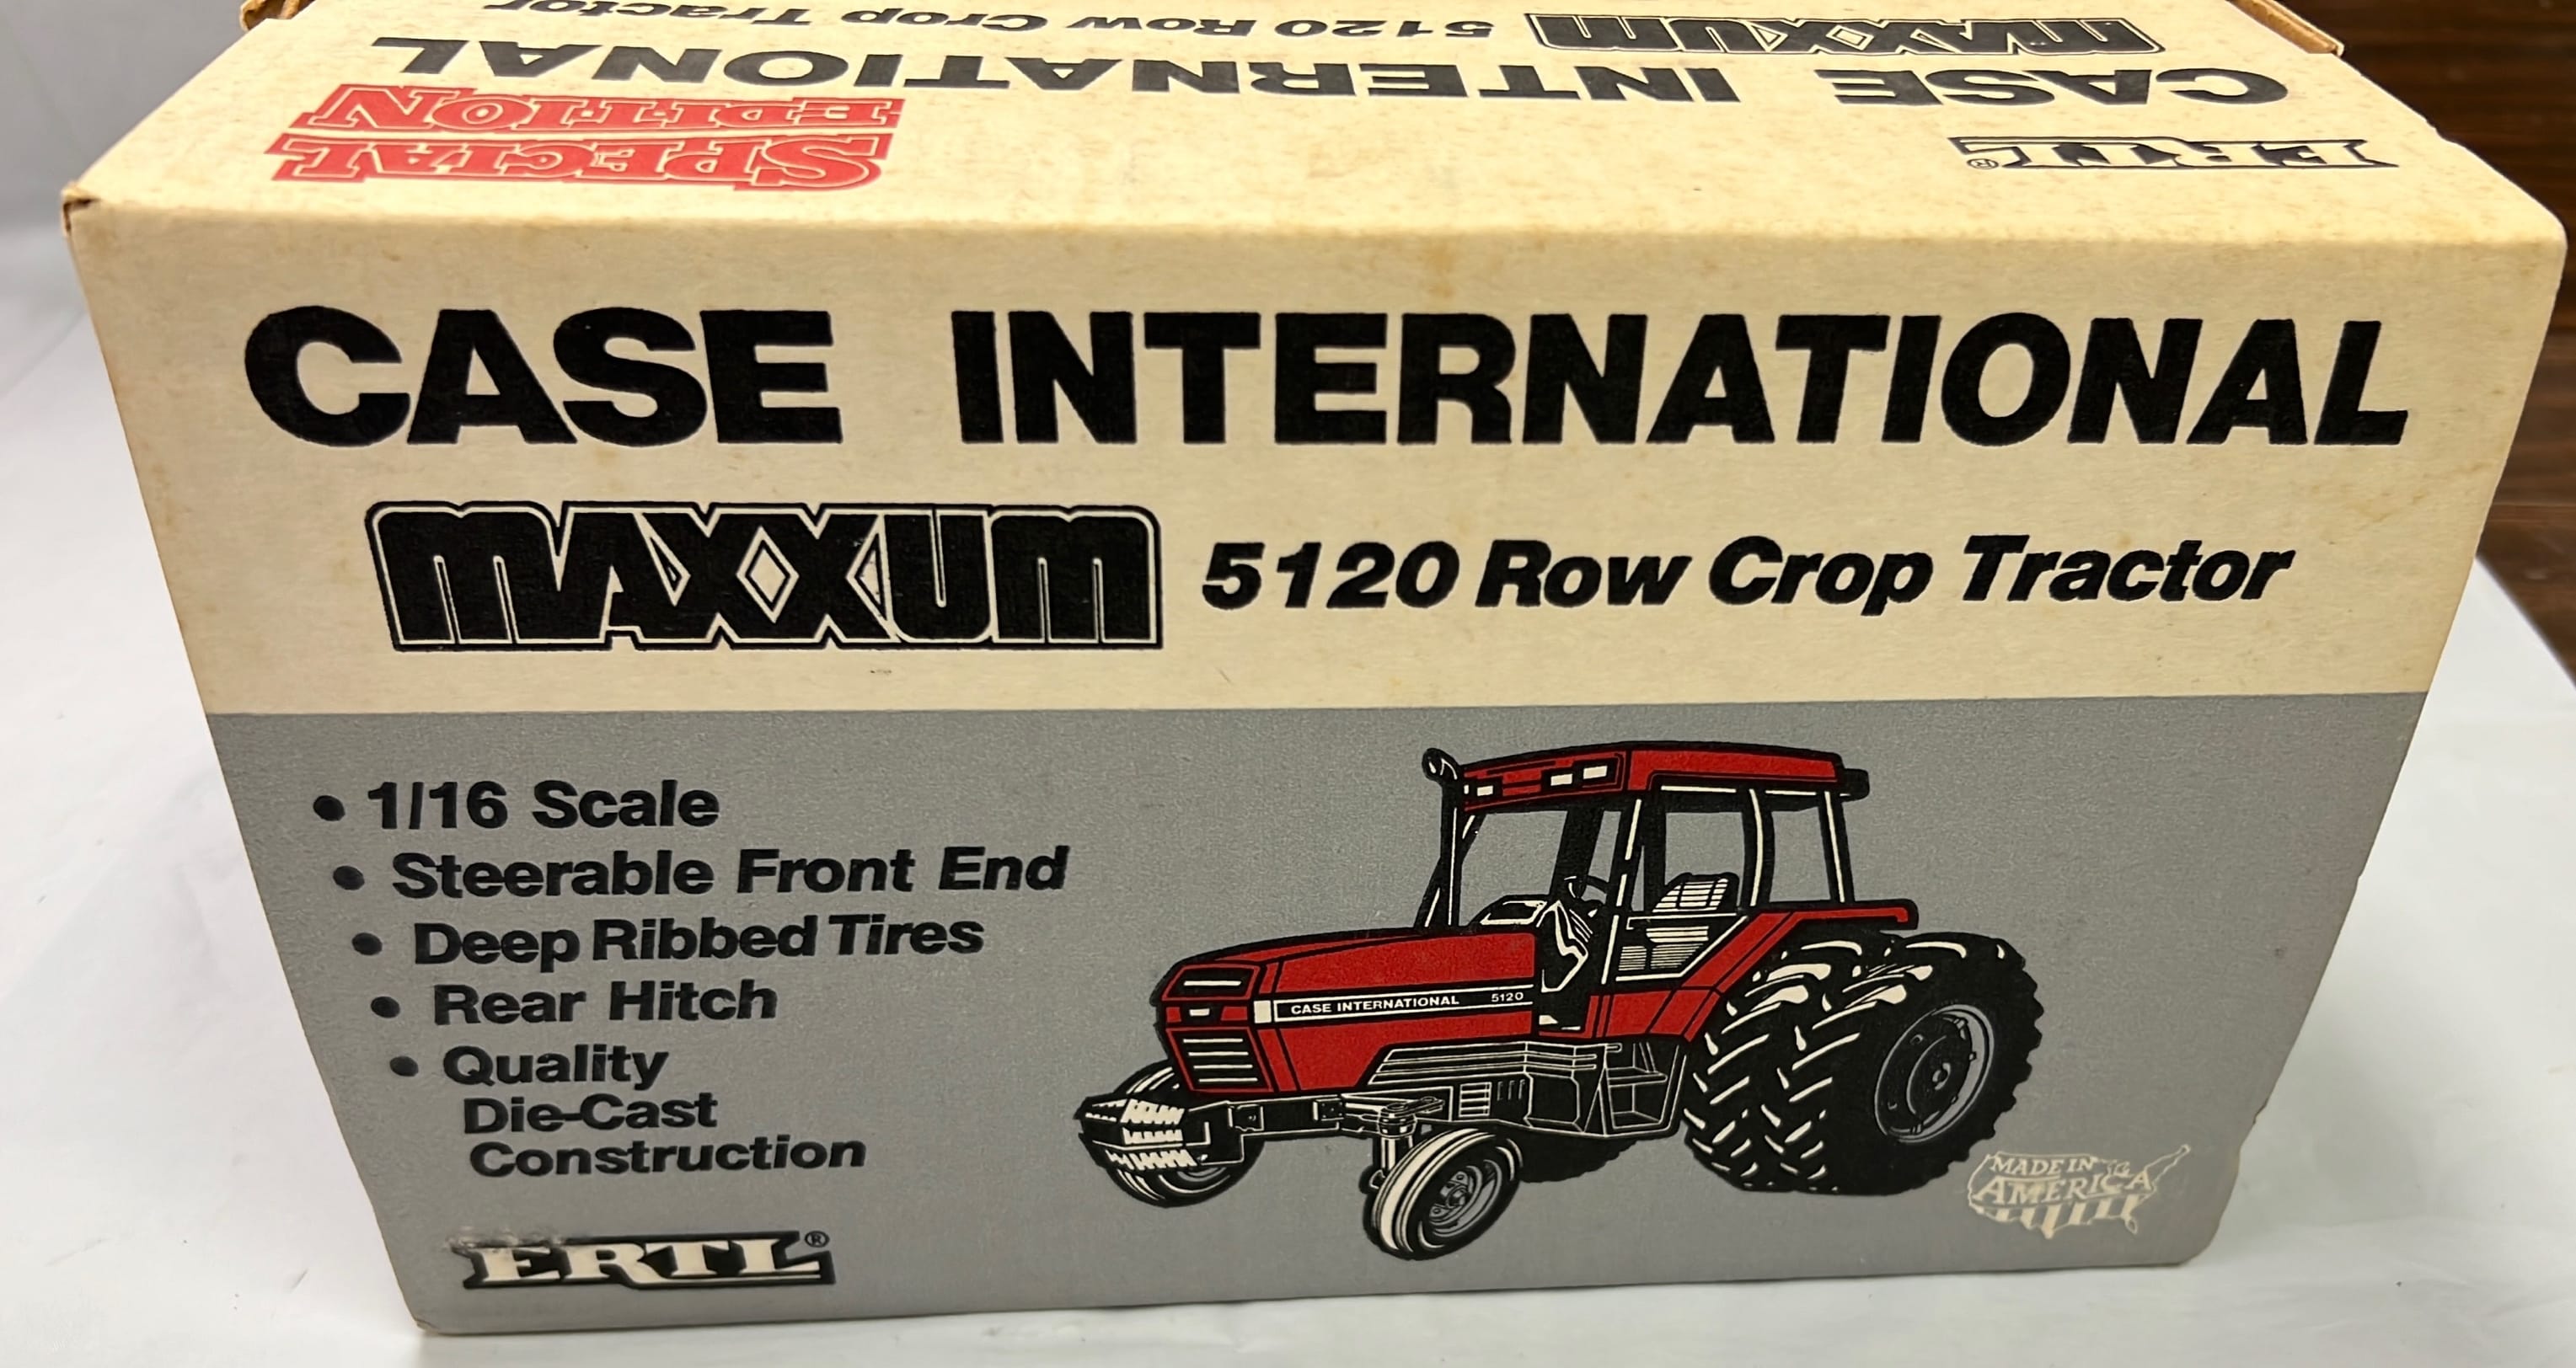 MAXXUM 5120 Row Crop Tractor
CASE INTERNATIONAL
SPECIAL
EDITION
ERTL®
CASE INTERNATIONAL
MAXXUM 5120 Row Crop Tractor
• 1/16 Scale
• Steerable Front End
• Deep Ribbed Tires
• Rear Hitch
• Quality
Die-Cast
Construction
CASE INTERNATIONAL 5120
MADE IN
AMERICA
ERTL®